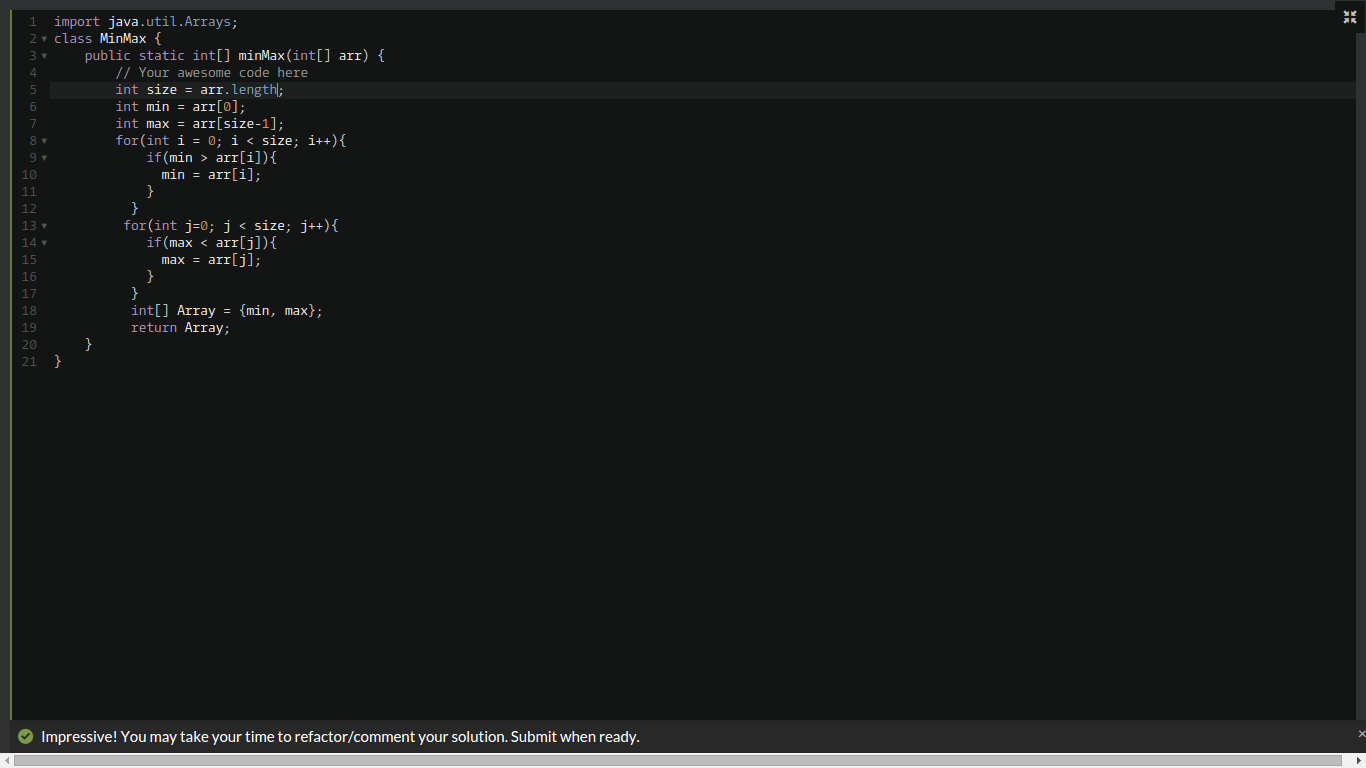 1 import java.util.Arrays;
2 class MinMax {
3 public static int[] minMax(int[] arr) {
4 // Your awesome code here
5 int size = arr.length;
6 int min = arr[0];
7 int max = arr[size-1];
8 for(int i = 0; i < size; i++){
9 if(min > arr[i]){
10 min = arr[i];
11 }
12 }
13 for(int j=0; j < size; j++){
14 if(max < arr[j]){
15 max = arr[j];
16 }
17 }
18 int[] Array = {min, max};
19 return Array;
20 }
21 }
Impressive! You may take your time to refactor/comment your solution. Submit when ready.